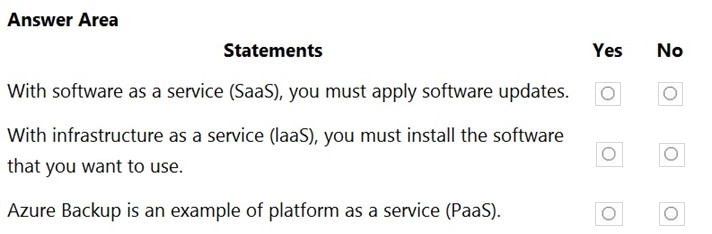 Answer Area
Statements Yes No
With software as a service (SaaS), you must apply software updates.
With infrastructure as a service (laaS), you must install the software
that you want to use.
Azure Backup is an example of platform as a service (PaaS).